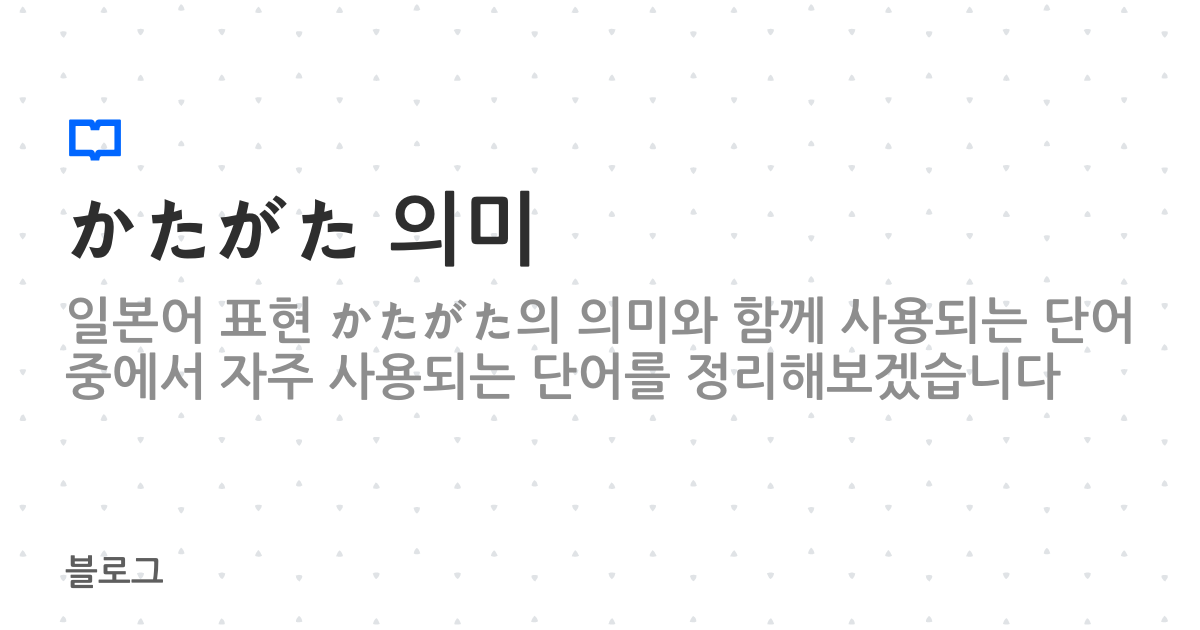 かたがた 의미
일본어 표현 かたがた의 의미와 함께 사용되는 단어
중에서 자주 사용되는 단어를 정리해보겠습니다
블로그